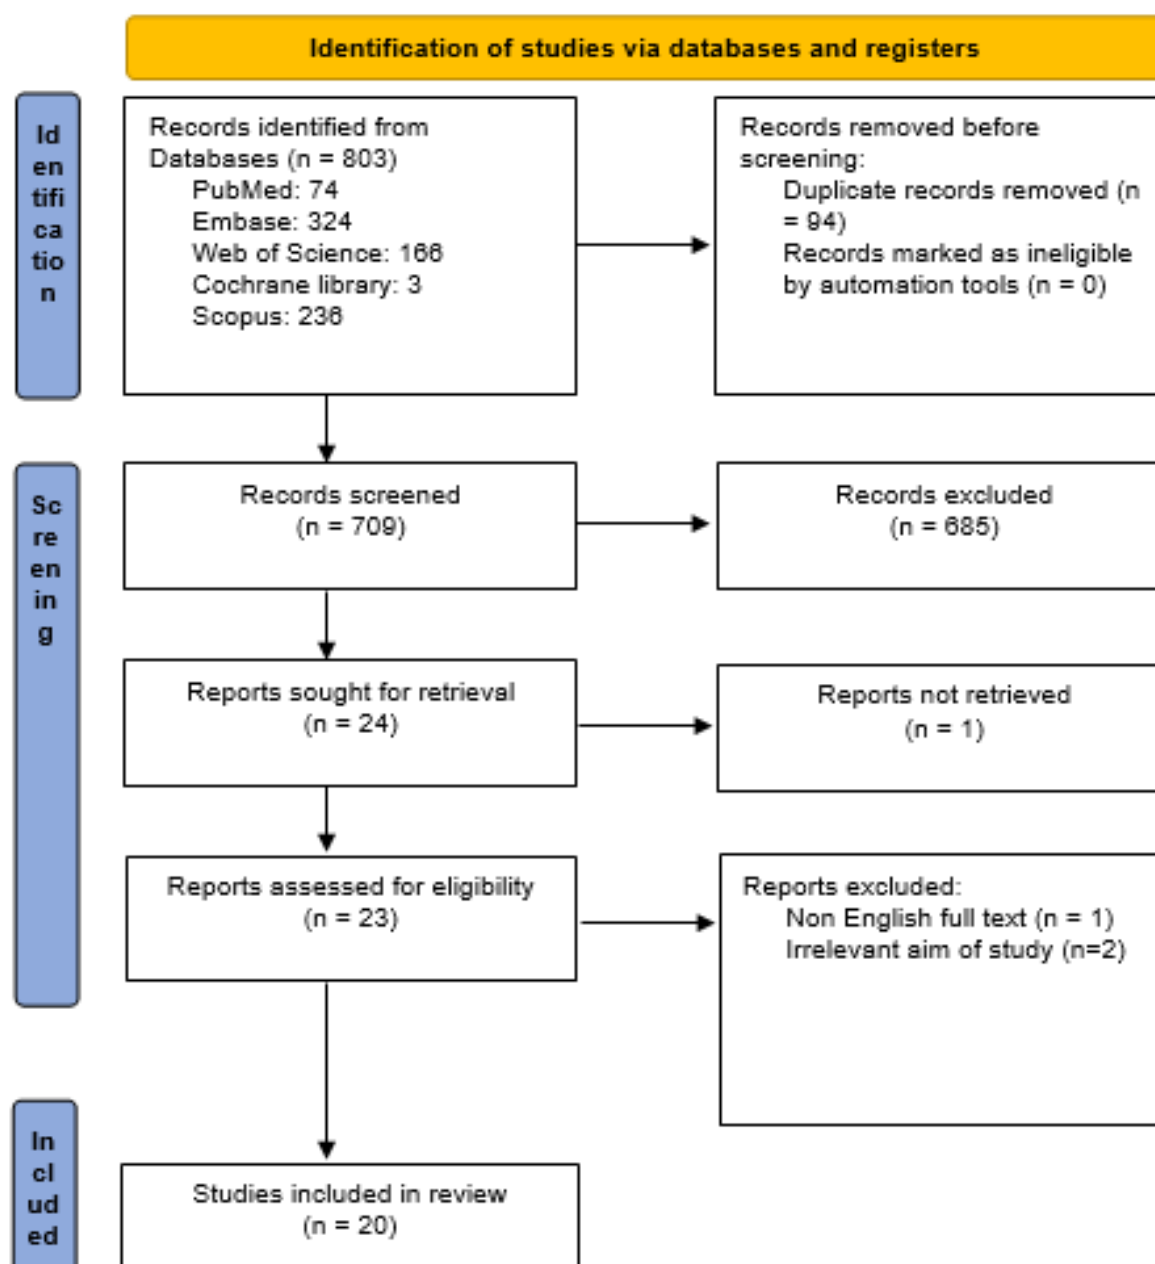 Identification of studies via databases and registers
Id
en
tifi
ca
tio
n
Records identified from
Databases (n = 803)
PubMed: 74
Embase: 324
Web of Science: 166
Cochrane library: 3
Scopus: 236
Records removed before
screening:
Duplicate records removed (n
= 94)
Records marked as ineligible
by automation tools (n = 0)
Sc
re
en
in
g
Records screened
(n = 709)
Records excluded
(n = 685)
Reports sought for retrieval
(n = 24)
Reports not retrieved
(n = 1)
Reports assessed for eligibility
(n = 23)
Reports excluded:
Non English full text (n = 1)
Irrelevant aim of study (n=2)
In
cl
ud
ed
Studies included in review
(n = 20)